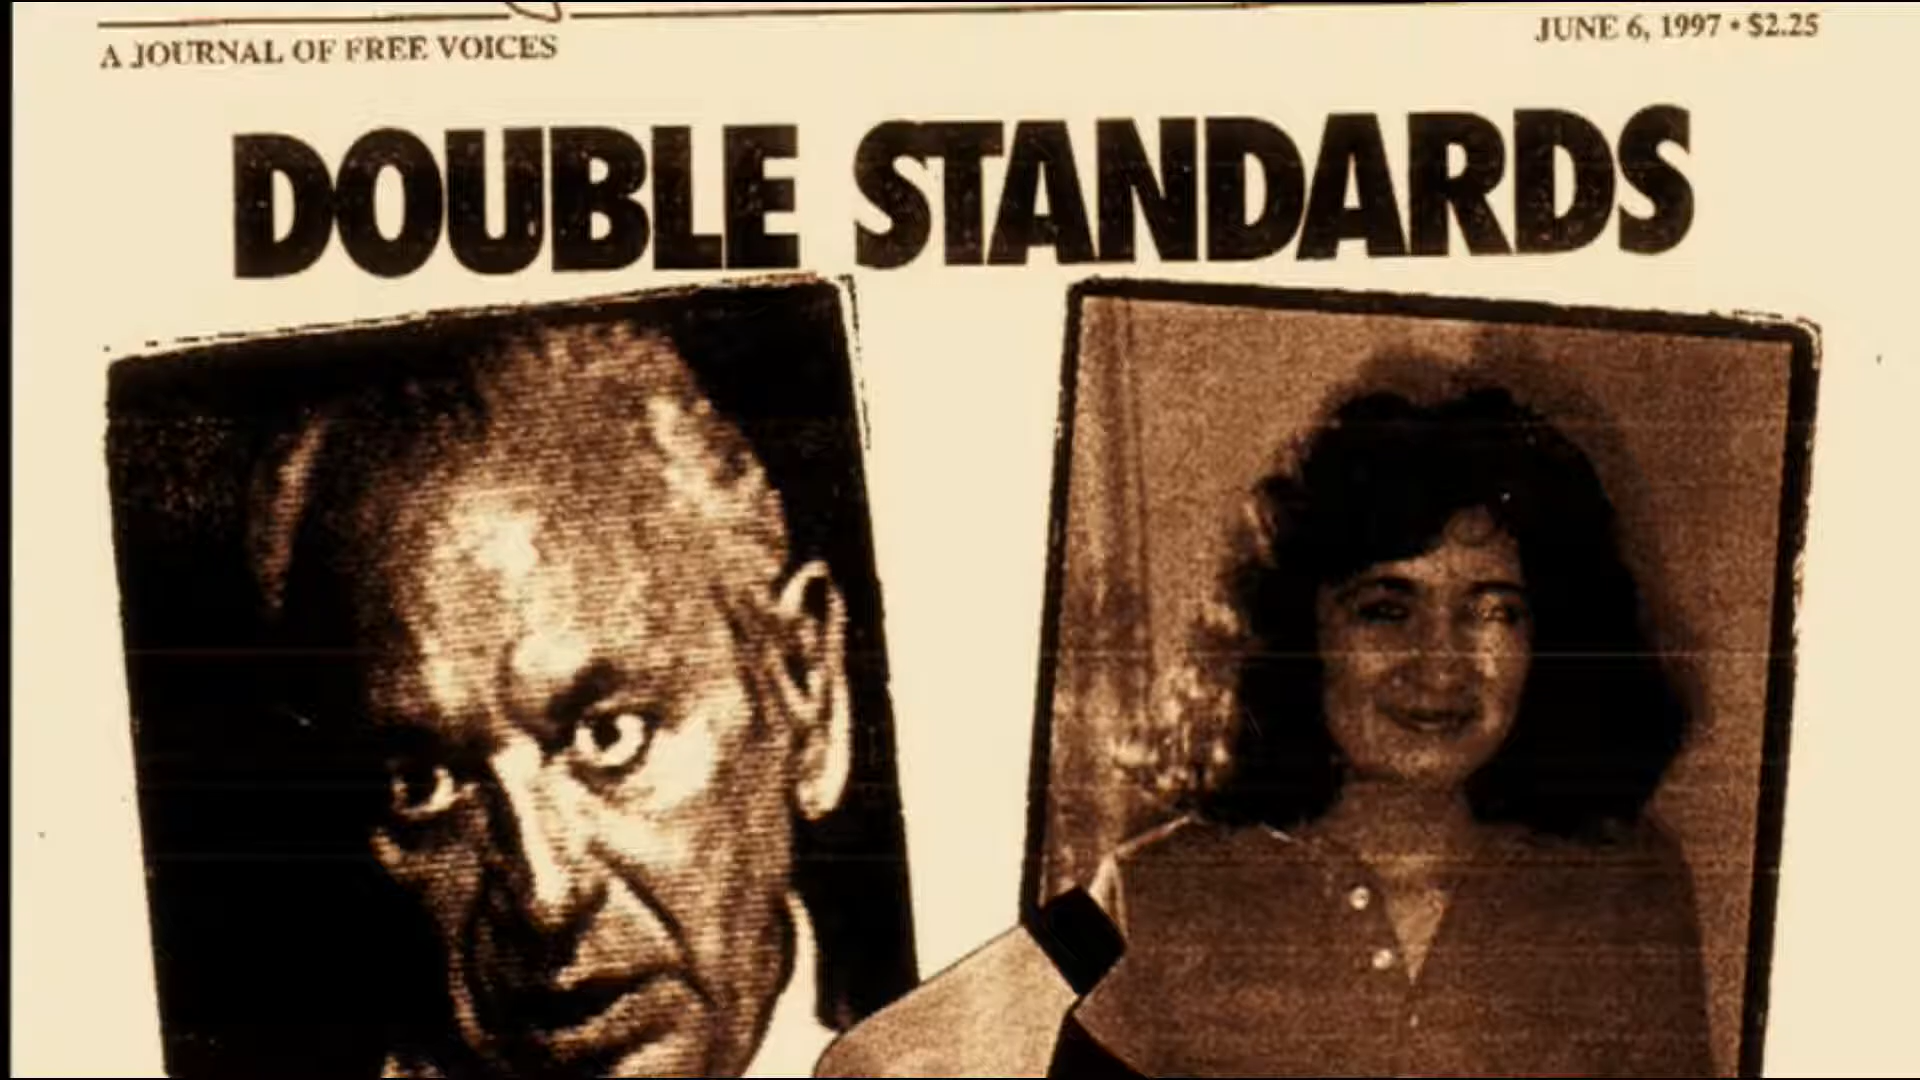 A JOURNAL OF FREE VOICES
JUNE 6, 1997 • $2.25
DOUBLE STANDARDS